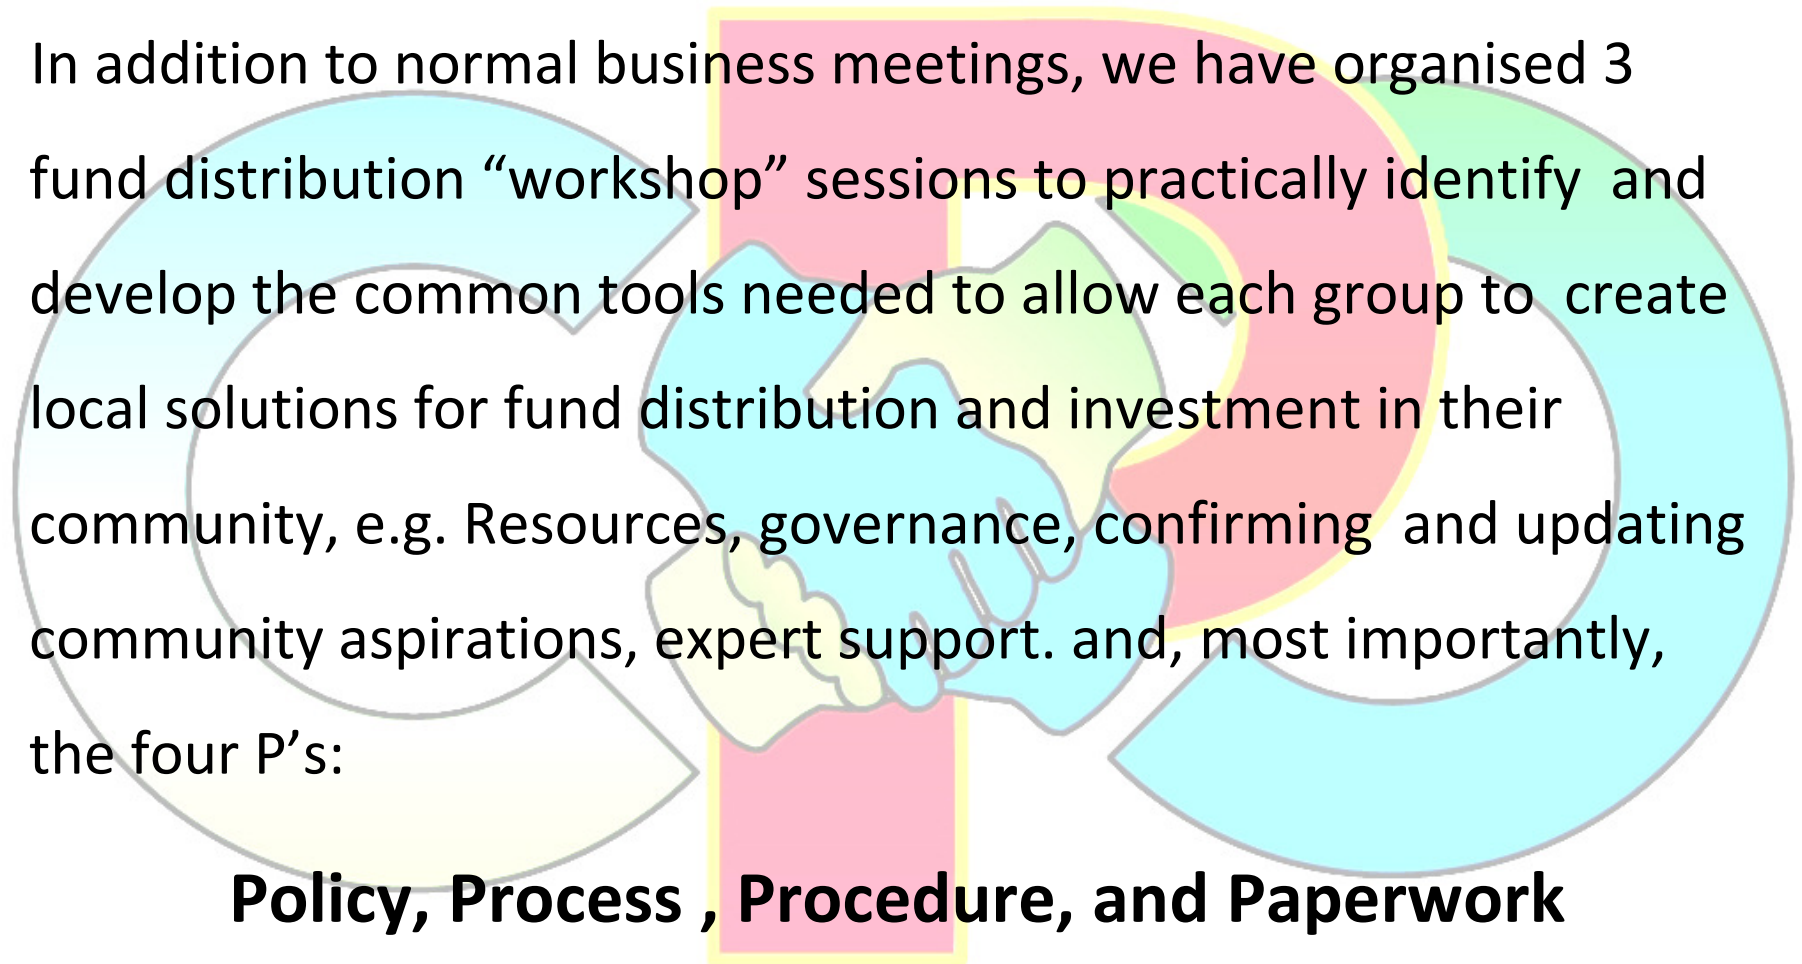 In addition to normal business meetings, we have organised 3
fund distribution “workshop” sessions to practically identify  and
develop the common tools needed to allow each group to  create
local solutions for fund distribution and investment in their
community, e.g. Resources, governance, confirming  and updating
community aspirations, expert support. and, most importantly,
the four P’s:
Policy, Process , Procedure, and Paperwork